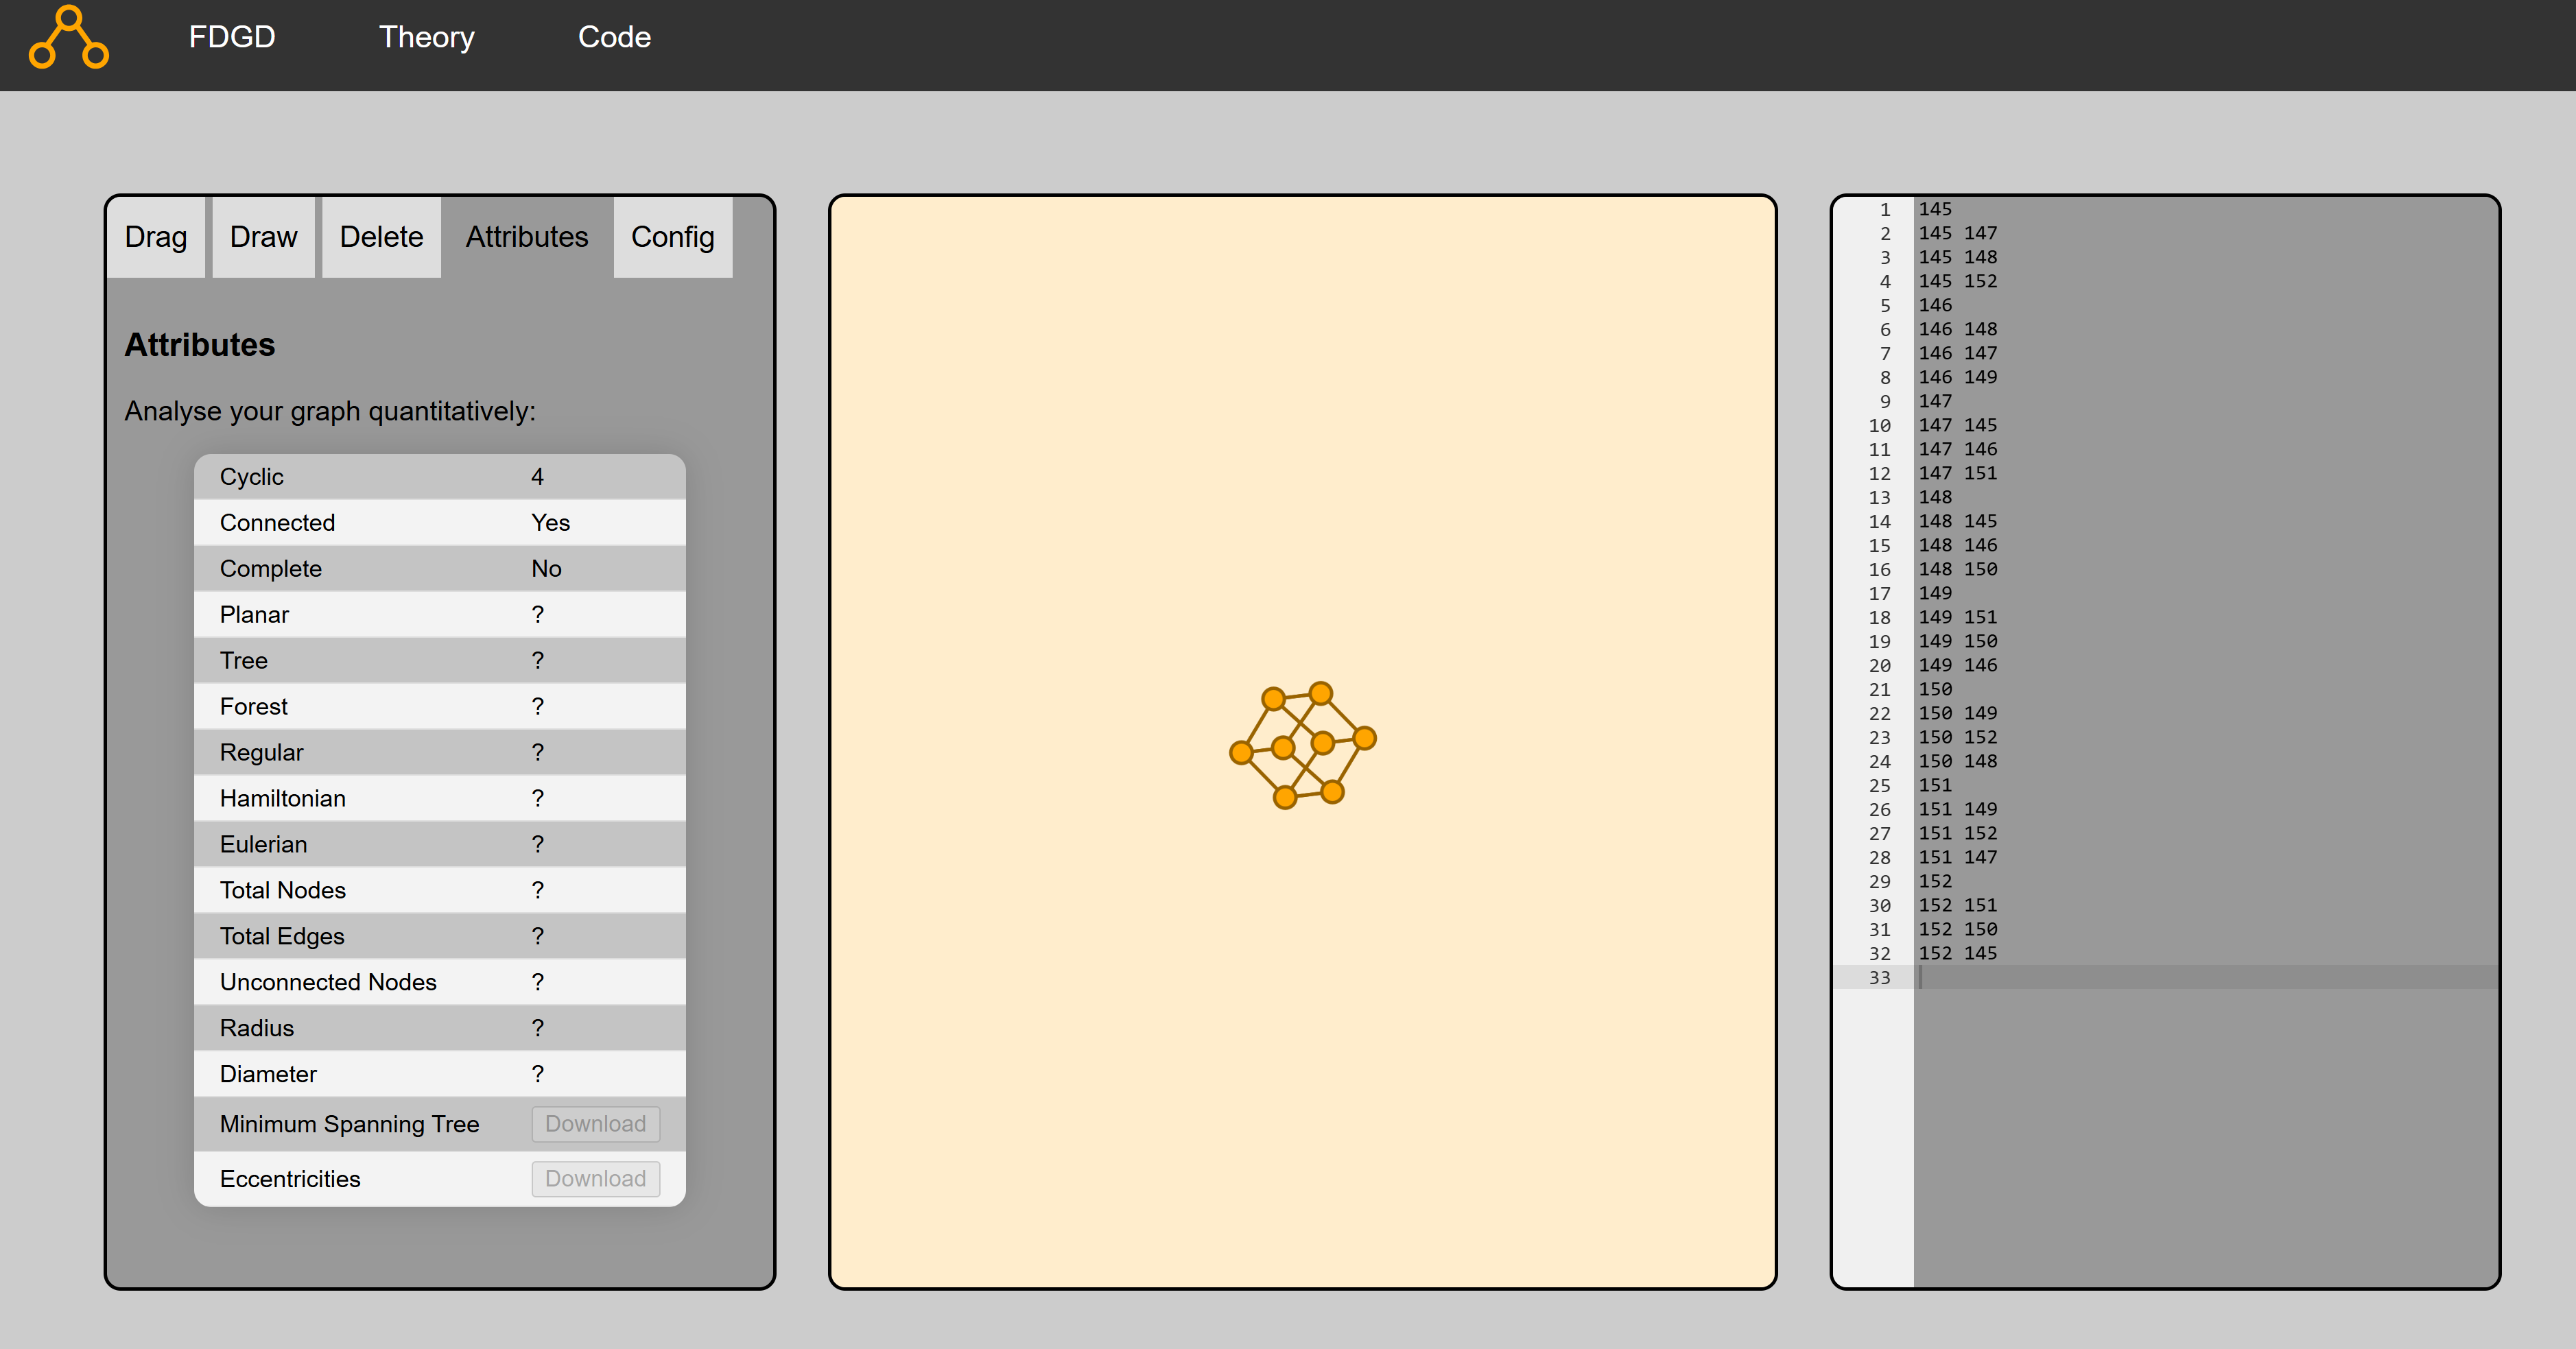 FDGD Theory Code
Drag Draw Delete Attributes Config
Attributes
Analyse your graph quantitatively:
Cyclic 4
Connected Yes
Complete No
Planar ?
Tree ?
Forest ?
Regular ?
Hamiltonian ?
Eulerian ?
Total Nodes ?
Total Edges ?
Unconnected Nodes ?
Radius ?
Diameter ?
Minimum Spanning Tree Download
Eccentricities Download
1 145
2 145 147
3 145 148
4 145 152
5 146
6 146 148
7 146 147
8 146 149
9 147
10 147 145
11 147 146
12 147 151
13 148
14 148 145
15 148 146
16 148 150
17 149
18 149 151
19 149 150
20 149 146
21 150
22 150 149
23 150 152
24 150 148
25 151
26 151 149
27 151 152
28 151 147
29 152
30 152 151
31 152 150
32 152 145
33